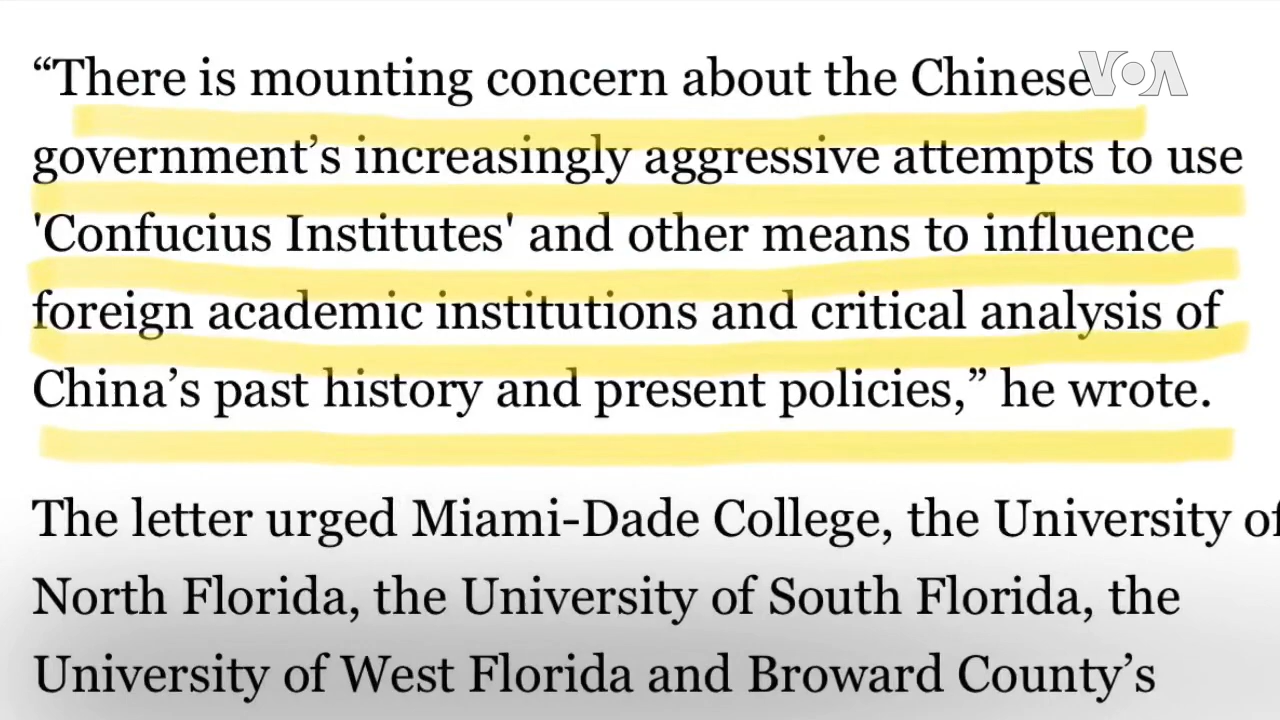 “There is mounting concern about the Chinese
VOA
government’s increasingly aggressive attempts to use
'Confucius Institutes' and other means to influence
foreign academic institutions and critical analysis of
China’s past history and present policies,” he wrote.
The letter urged Miami-Dade College, the University of
North Florida, the University of South Florida, the
University of West Florida and Broward County’s